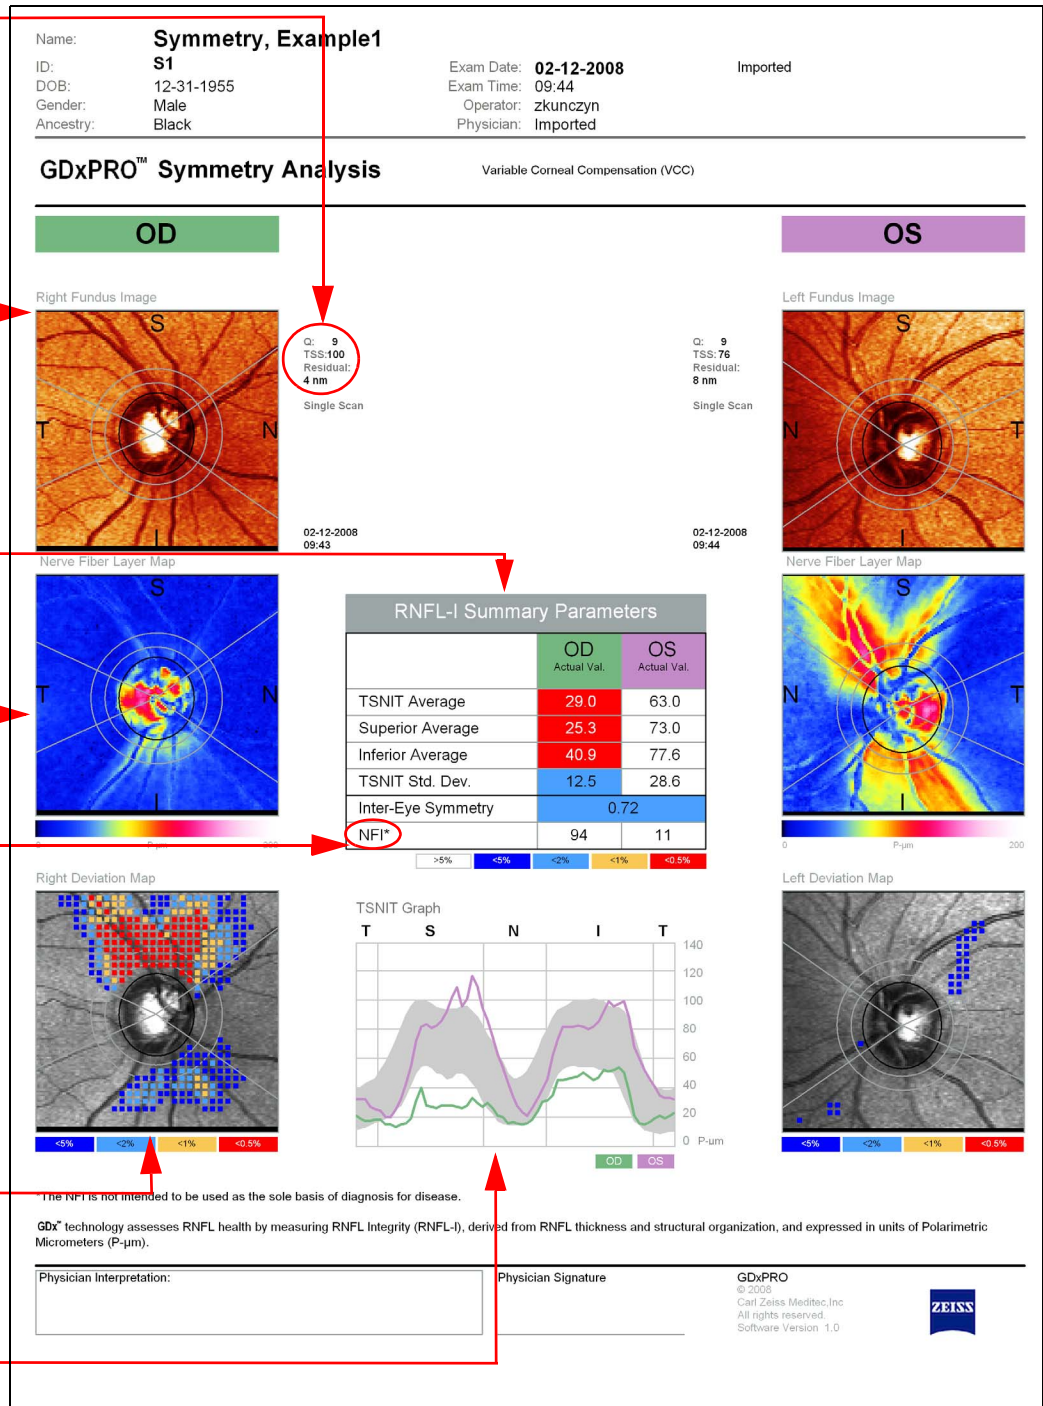 Name: Symmetry, Example1
ID: S1
DOB: 12-31-1955
Gender: Male
Ancestry: Black
Exam Date: 02-12-2008
Exam Time: 09:44
Operator: zkunczyn
Physician: Imported
Imported
GDxPRO™ Symmetry Analysis
Variable Corneal Compensation (VCC)
OD
OS
Right Fundus Image
S
T
N
I
Q: 9
TSS:100
Residual:
4 nm
Single Scan
02-12-2008
09:43
Left Fundus Image
S
N
T
I
Q: 9
TSS: 76
Residual:
8 nm
Single Scan
02-12-2008
09:44
Nerve Fiber Layer Map
S
T
N
I
0 P-µm 200
Nerve Fiber Layer Map
S
N
T
I
0 P-µm 200
RNFL-I Summary Parameters
OD Actual Val. OS Actual Val.
TSNIT Average 29.0 63.0
Superior Average 25.3 73.0
Inferior Average 40.9 77.6
TSNIT Std. Dev. 12.5 28.6
Inter-Eye Symmetry 0.72
NFI* 94 11
>5% <5% <2% <1% <0.5%
Right Deviation Map
<5% <2% <1% <0.5%
TSNIT Graph
T S N I T
140
120
100
80
60
40
20
0 P-µm
OD OS
Left Deviation Map
<5% <2% <1% <0.5%
*The NFI is not intended to be used as the sole basis of diagnosis for disease.
GDx™ technology assesses RNFL health by measuring RNFL Integrity (RNFL-I), derived from RNFL thickness and structural organization, and expressed in units of Polarimetric
Micrometers (P-µm).
Physician Interpretation:
Physician Signature
GDxPRO
© 2008
Carl Zeiss Meditec,Inc
All rights reserved.
Software Version 1.0
ZEISS